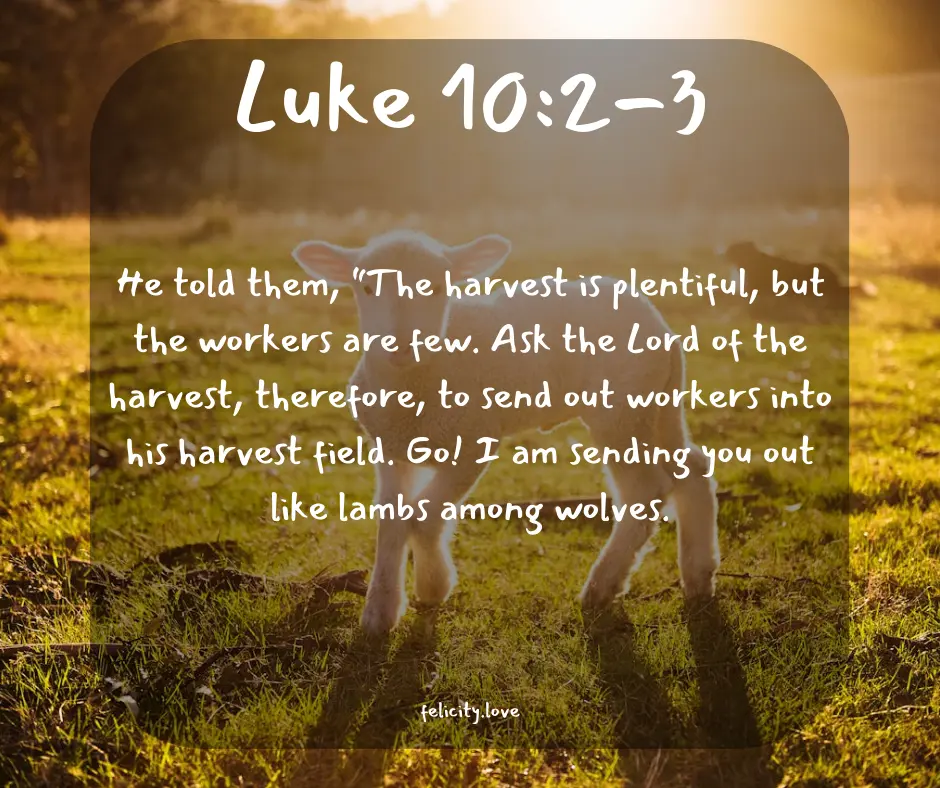 Luke 10:2-3
He told them, "The harvest is plentiful, but
the workers are few. Ask the Lord of the
harvest, therefore, to send out workers into
his harvest field. Go! I am sending you out
like lambs among wolves.
felicity.love